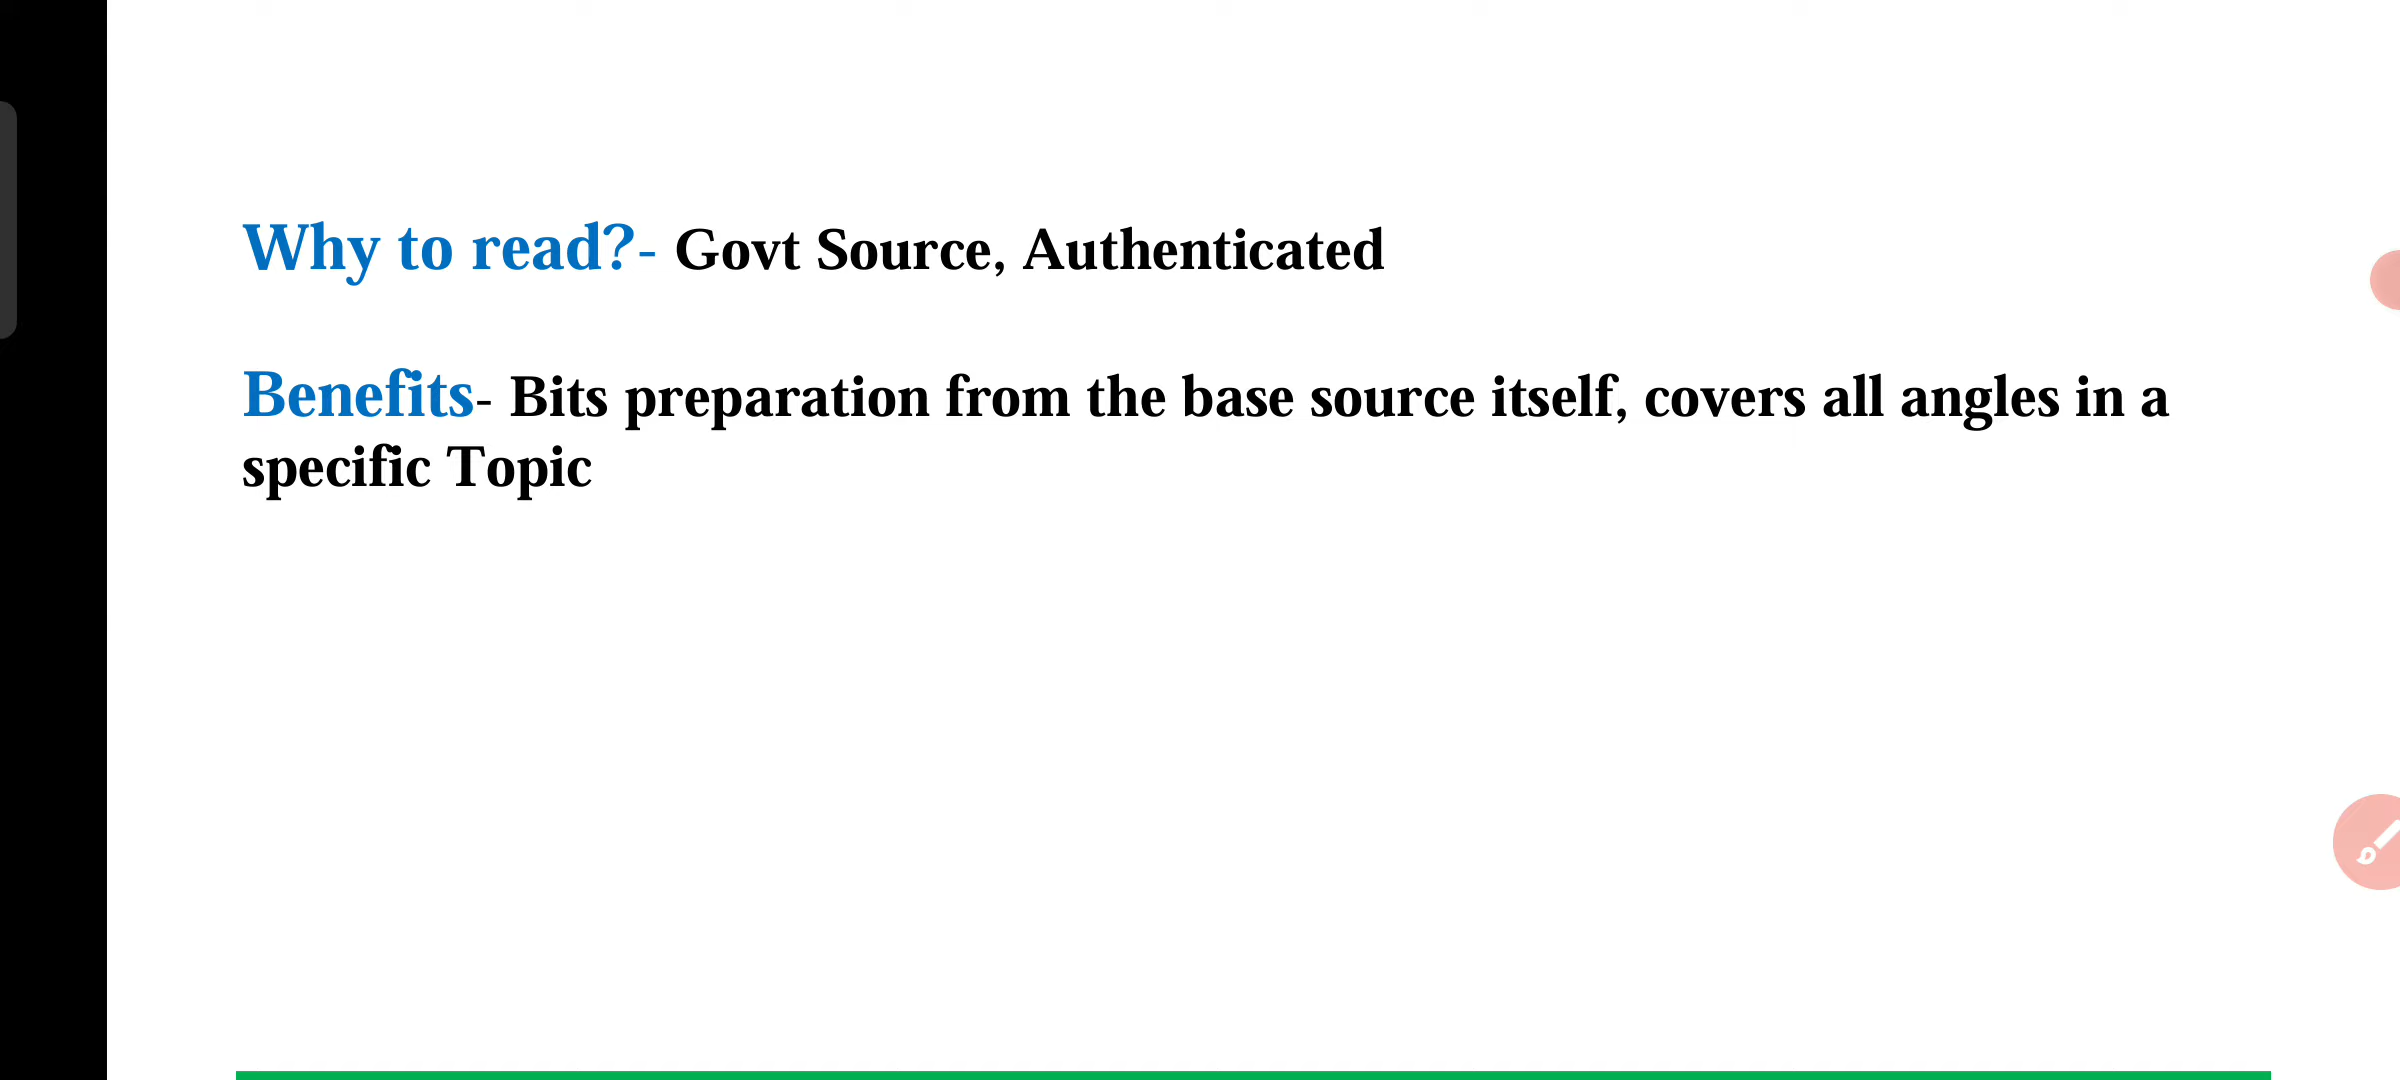 Why to read?- Govt Source, Authenticated
Benefits- Bits preparation from the base source itself, covers all angles in a
specific Topic